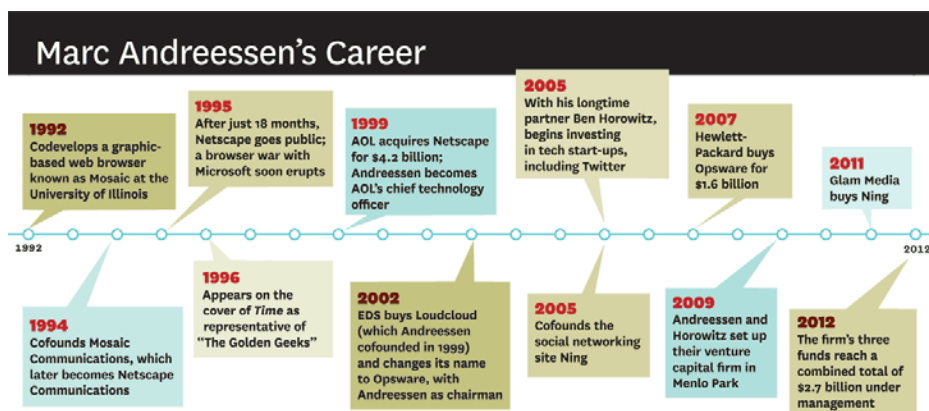 Marc Andreessen's Career
1992
Codevelops a graphic-
based web browser
known as Mosaic at the
University of Illinois
1995
After just 18 months,
Netscape goes public;
a browser war with
Microsoft soon erupts
1999
AOL acquires Netscape
for $4.2 billion;
Andreessen becomes
AOL's chief technology
officer
2005
With his longtime
partner Ben Horowitz,
begins investing
in tech start-ups,
including Twitter
2007
Hewlett-
Packard buys
Opsware for
$1.6 billion
2011
Glam Media
buys Ning
1992
2012
1994
Cofounds Mosaic
Communications, which
later becomes Netscape
Communications
1996
Appears on the
cover of Time as
representative of
"The Golden Geeks"
2002
EDS buys Loudcloud
(which Andreessen
cofounded in 1999)
and changes its name
to Opsware, with
Andreessen as chairman
2005
Cofounds the
social networking
site Ning
2009
Andreessen and
Horowitz set up
their venture
capital firm in
Menlo Park
2012
The firm's three
funds reach a
combined total of
$2.7 billion under
management